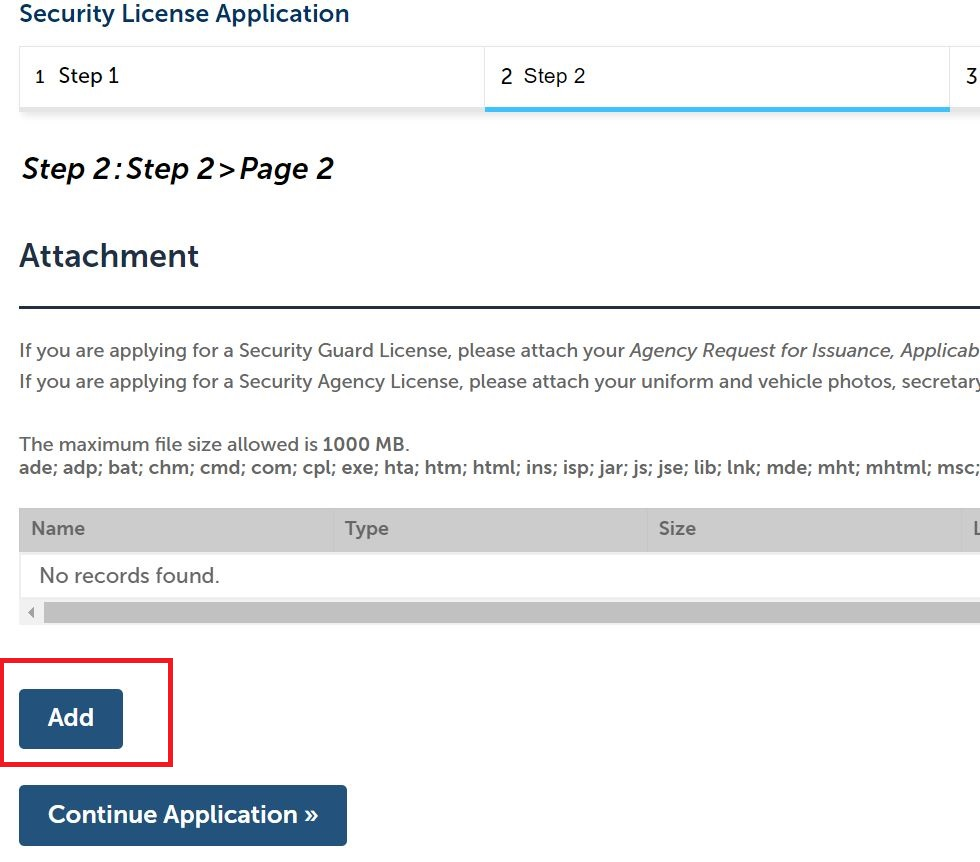 Security License Application
1 Step 1
2 Step 2
3
Step 2: Step 2 > Page 2
Attachment
If you are applying for a Security Guard License, please attach your Agency Request for Issuance, Applicab
If you are applying for a Security Agency License, please attach your uniform and vehicle photos, secretary
The maximum file size allowed is 1000 MB.
ade; adp; bat; chm; cmd; com; cpl; exe; hta; htm; html; ins; isp; jar; js; jse; lib; lnk; mde; mht; mhtml; msc;
Name Type Size L
No records found.
Add
Continue Application »